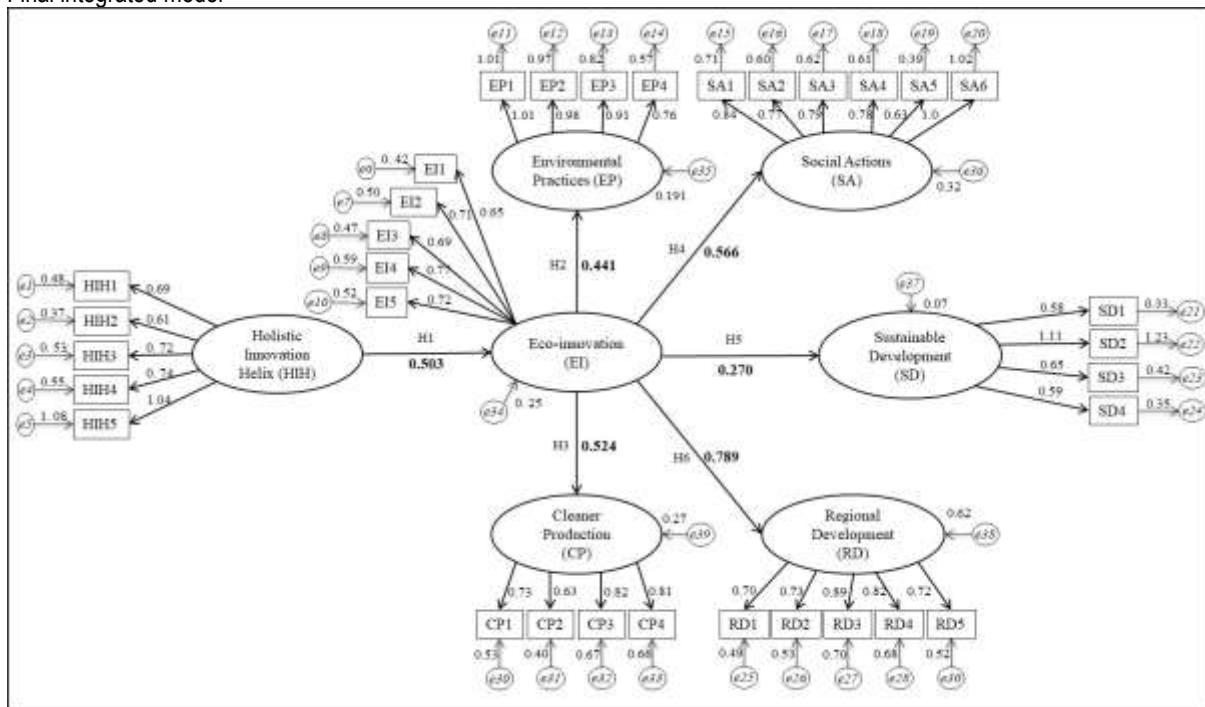 Final integrated model
e11 e12 e13 e14
1.01 0.97 0.82 0.57
EP1 EP2 EP3 EP4
1.01 0.98 0.91 0.76
Environmental
Practices (EP)
e35
0.191
e15 e16 e17 e18 e19 e20
0.71 0.60 0.62 0.61 0.39 1.02
SA1 SA2 SA3 SA4 SA5 SA6
0.84 0.77 0.79 0.78 0.63 1.0
Social Actions
(SA)
e36
0.32
e6 0.42 EI1 0.65
e7 0.50 EI2 0.71
e8 0.47 EI3 0.69
e9 0.59 EI4 0.77
e10 0.52 EI5 0.72
H2 0.441
H4 0.566
e1 0.48 HIH1 0.69
e2 0.37 HIH2 0.61
e3 0.53 HIH3 0.72
e4 0.55 HIH4 0.74
e5 1.08 HIH5 1.04
Holistic
Innovation
Helix (HIH)
H1
0.503
Eco-innovation
(EI)
e34 0. 25
H5
0.270
e37
0.07
Sustainable
Development
(SD)
0.58 SD1 0.33 e21
1.11 SD2 1.23 e22
0.65 SD3 0.42 e23
0.59 SD4 0.35 e24
H3 0.524
H6 0.789
Cleaner
Production
(CP)
0.27
e39
0.73 0.63 0.82 0.81
CP1 CP2 CP3 CP4
0.53 0.40 0.67 0.66
e30 e31 e32 e33
Regional
Development
(RD)
0.62
e38
0.70 0.73 0.89 0.82 0.72
RD1 RD2 RD3 RD4 RD5
0.49 0.53 0.70 0.68 0.52
e25 e26 e27 e28 e30